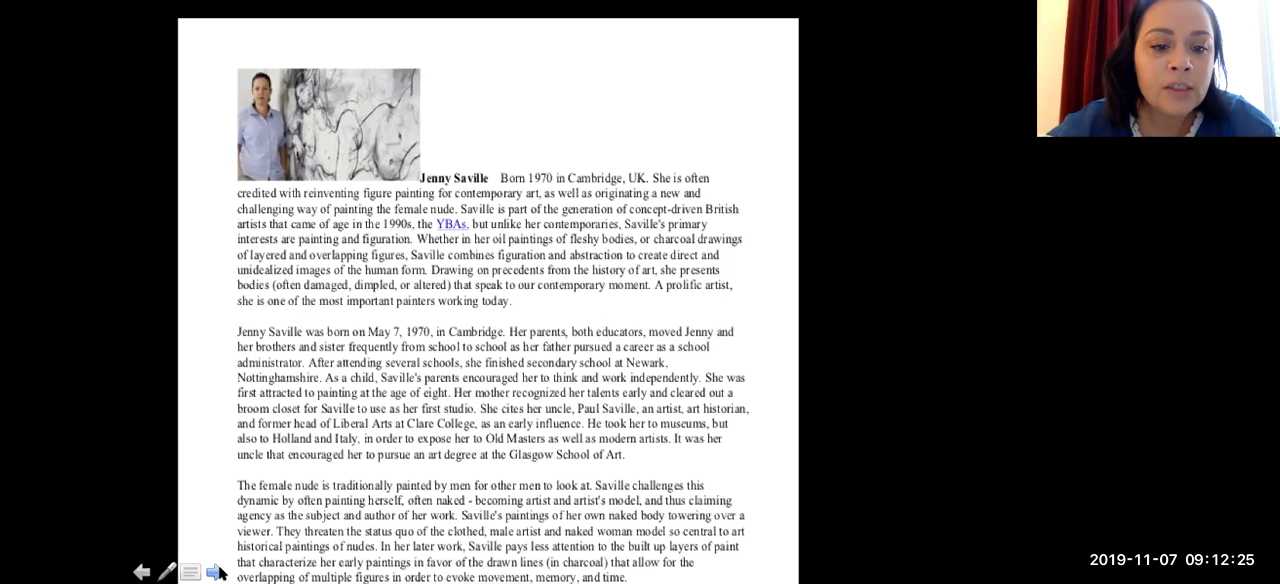 Jenny Saville Born 1970 in Cambridge, UK. She is often
credited with reinventing figure painting for contemporary art, as well as originating a new and
challenging way of painting the female nude. Saville is part of the generation of concept-driven British
artists that came of age in the 1990s, the YBAs, but unlike her contemporaries, Saville's primary
interests are painting and figuration. Whether in her oil paintings of fleshy bodies, or charcoal drawings
of layered and overlapping figures, Saville combines figuration and abstraction to create direct and
unidealized images of the human form. Drawing on precedents from the history of art, she presents
bodies (often damaged, dimpled, or altered) that speak to our contemporary moment. A prolific artist,
she is one of the most important painters working today.
Jenny Saville was born on May 7, 1970, in Cambridge. Her parents, both educators, moved Jenny and
her brothers and sister frequently from school to school as her father pursued a career as a school
administrator. After attending several schools, she finished secondary school at Newark,
Nottinghamshire. As a child, Saville's parents encouraged her to think and work independently. She was
first attracted to painting at the age of eight. Her mother recognized her talents early and cleared out a
broom closet for Saville to use as her first studio. She cites her uncle, Paul Saville, an artist, art historian,
and former head of Liberal Arts at Clare College, as an early influence. He took her to museums, but
also to Holland and Italy, in order to expose her to Old Masters as well as modern artists. It was her
uncle that encouraged her to pursue an art degree at the Glasgow School of Art.
The female nude is traditionally painted by men for other men to look at. Saville challenges this
dynamic by often painting herself, often naked - becoming artist and artist's model, and thus claiming
agency as the subject and author of her work. Saville's paintings of her own naked body towering over a
viewer. They threaten the status quo of the clothed, male artist and naked woman model so central to art
historical paintings of nudes. In her later work, Saville pays less attention to the built up layers of paint
that characterize her early paintings in favor of the drawn lines (in charcoal) that allow for the
overlapping of multiple figures in order to evoke movement, memory, and time.
2019-11-07 09:12:25